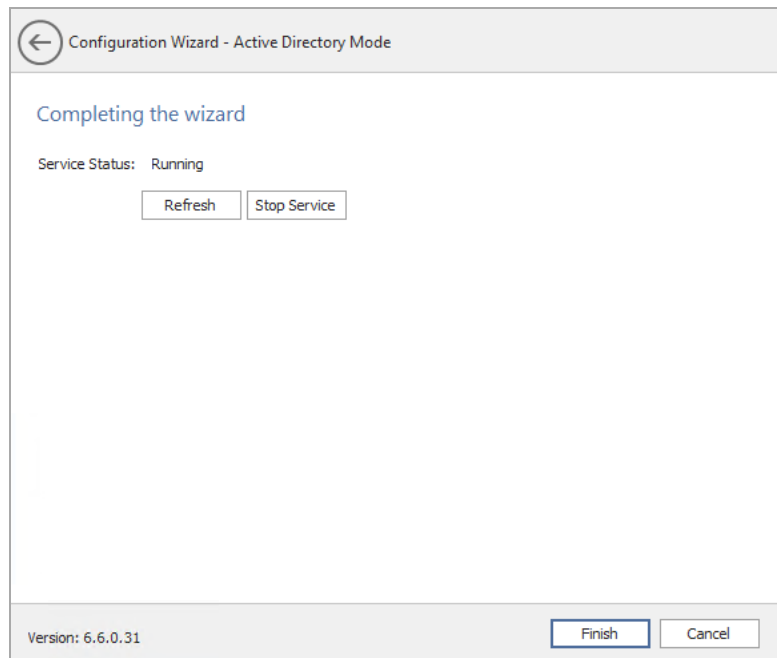 Configuration Wizard - Active Directory Mode
Completing the wizard
Service Status: Running
Refresh Stop Service
Version: 6.6.0.31 Finish Cancel